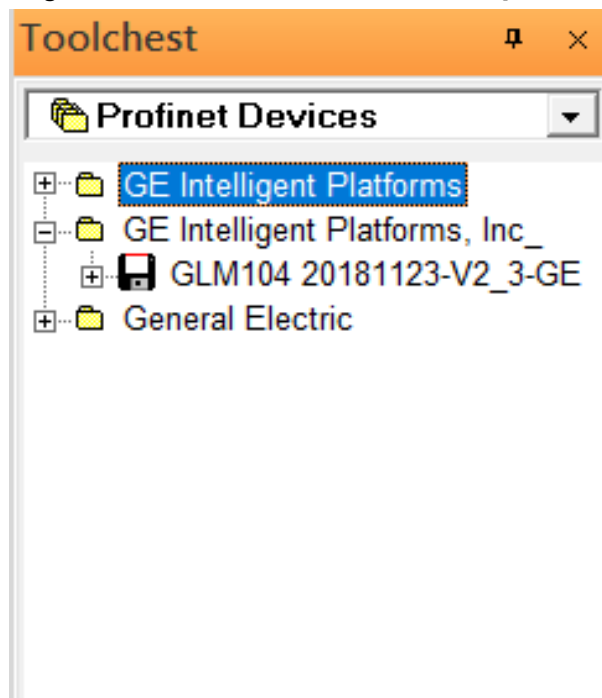 Toolchest
Profinet Devices
GE Intelligent Platforms
GE Intelligent Platforms, Inc_
GLM104 20181123-V2_3-GE
General Electric